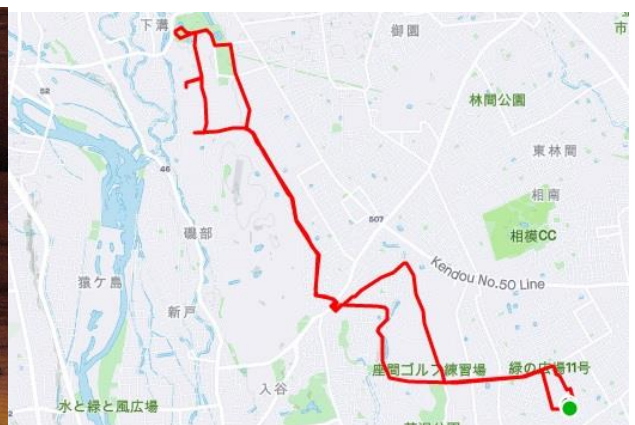 下溝
御園
市
52
林間公園
東林間
46
相南
507
相模CC
磯部
Kendou No.50 Line
猿ケ島
新戸
座間ゴルフ練習場
緑の広場11号
入谷
水と緑と風広場